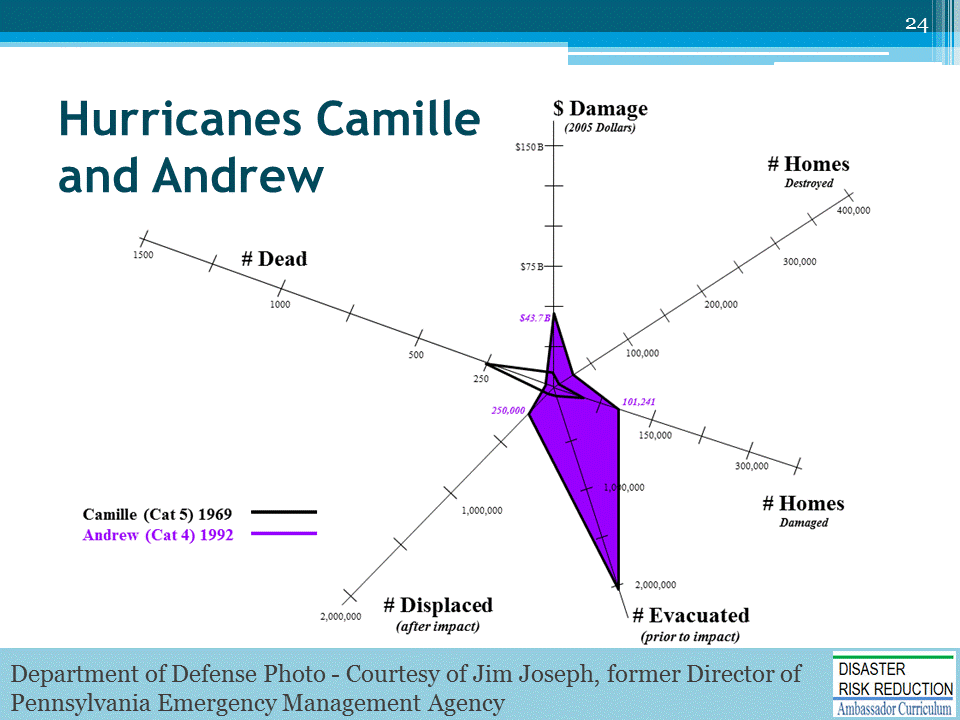 24
Hurricanes Camille
and Andrew
$ Damage
(2005 Dollars)
$150 B
$75 B
$43.7 B
# Homes
Destroyed
400,000
300,000
200,000
100,000
# Dead
1500
1000
500
250
250,000
101,241
150,000
300,000
# Homes
Damaged
1,000,000
2,000,000
# Evacuated
(prior to impact)
1,000,000
2,000,000
# Displaced
(after impact)
Camille (Cat 5) 1969
Andrew (Cat 4) 1992
Department of Defense Photo - Courtesy of Jim Joseph, former Director of
Pennsylvania Emergency Management Agency
DISASTER
RISK REDUCTION
Ambassador Curriculum